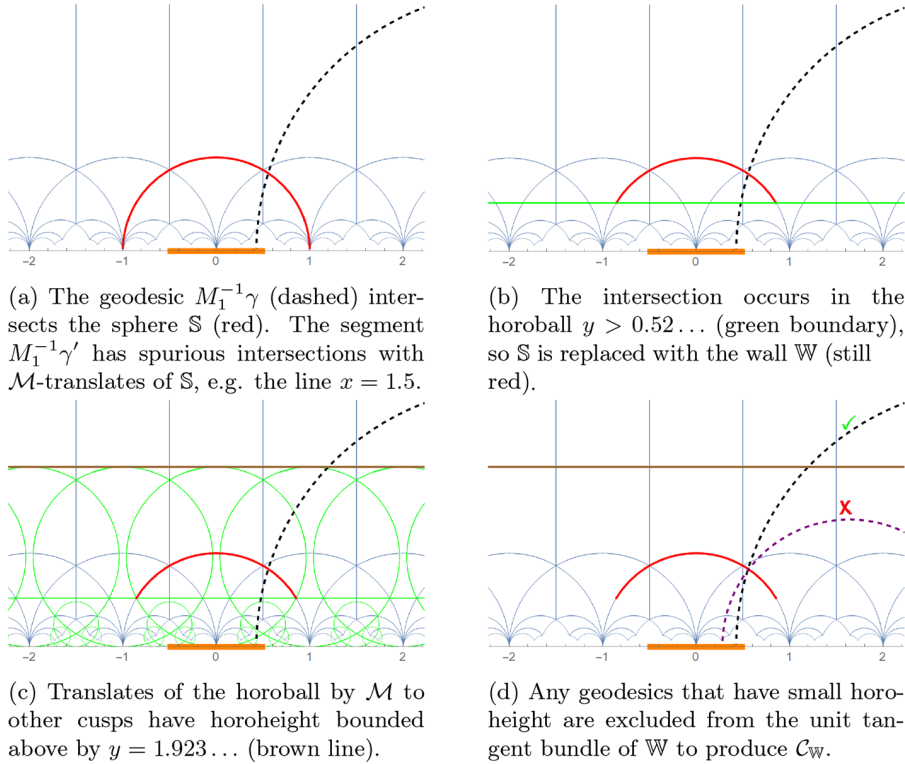 −2 −1 0 1 2
−2 −1 0 1 2
(a) The geodesic M₁⁻¹γ (dashed) inter-
sects the sphere 𝕊 (red). The segment
M₁⁻¹γ′ has spurious intersections with
ℳ-translates of 𝕊, e.g. the line x = 1.5.
(b) The intersection occurs in the
horoball y > 0.52... (green boundary),
so 𝕊 is replaced with the wall 𝕎 (still
red).
✓
X
−2 −1 0 1 2
−2 −1 0 1 2
(c) Translates of the horoball by ℳ to
other cusps have horoheight bounded
above by y = 1.923... (brown line).
(d) Any geodesics that have small horo-
height are excluded from the unit tan-
gent bundle of 𝕎 to produce 𝒞_𝕎.